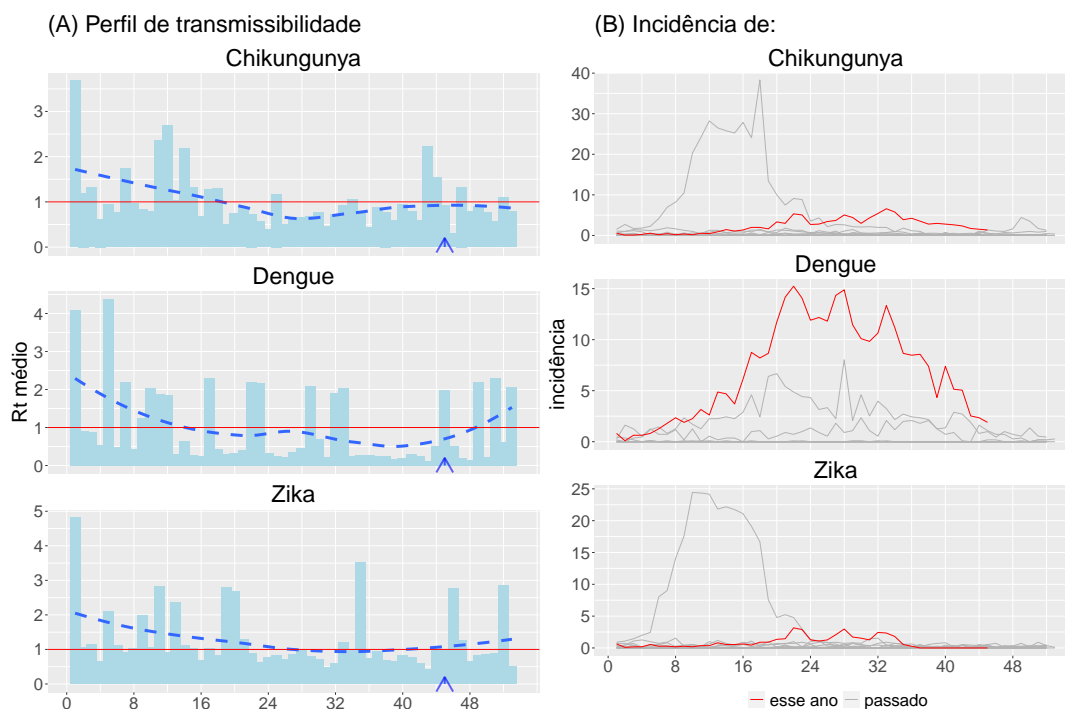 (A) Perfil de transmissibilidade
Chikungunya
3
2
1
0
Dengue
Rt médio
4
3
2
1
0
Zika
5
4
3
2
1
0
0 8 16 24 32 40 48
(B) Incidência de:
Chikungunya
40
30
20
10
0
Dengue
incidência
15
10
5
0
Zika
25
20
15
10
5
0
0 8 16 24 32 40 48
esse ano passado